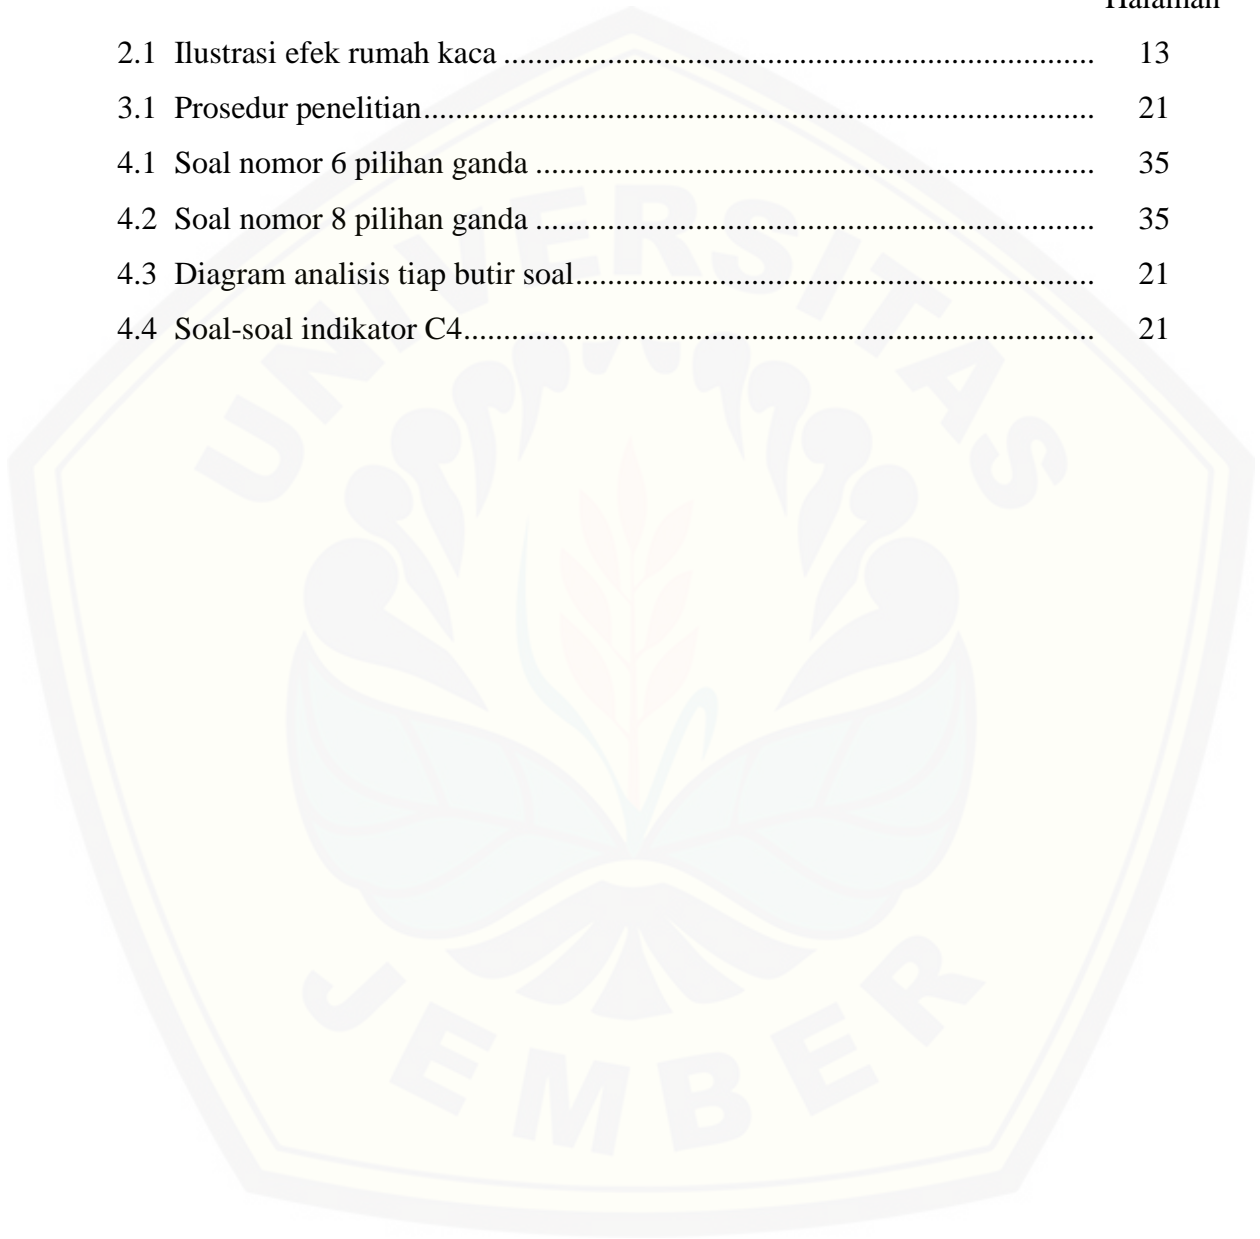 Halaman
2.1 Ilustrasi efek rumah kaca ........................................................................ 13
3.1 Prosedur penelitian.................................................................................. 21
4.1 Soal nomor 6 pilihan ganda .................................................................... 35
4.2 Soal nomor 8 pilihan ganda .................................................................... 35
4.3 Diagram analisis tiap butir soal............................................................... 21
4.4 Soal-soal indikator C4............................................................................. 21
UNIVERSITAS
JEMBER